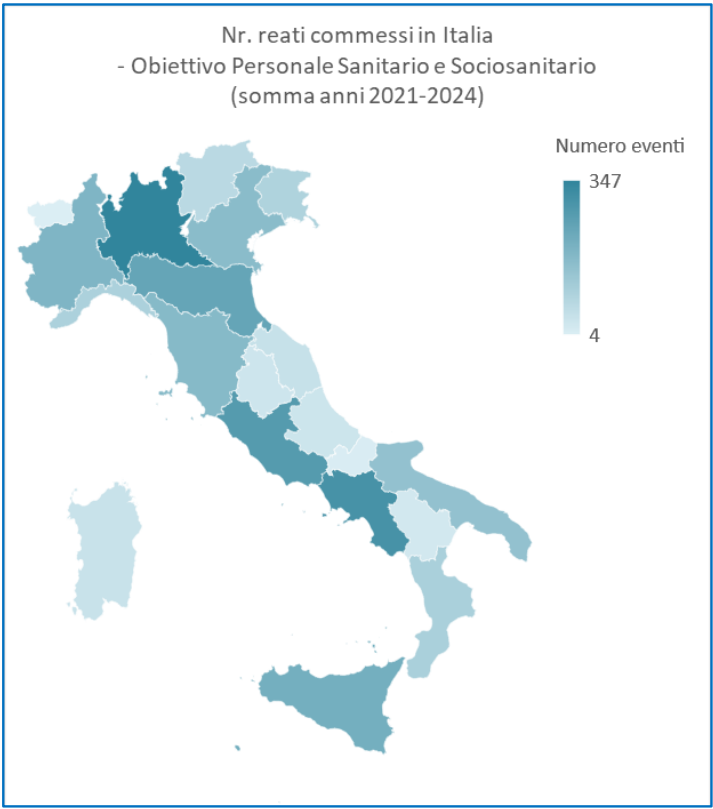 Nr. reati commessi in Italia
- Obiettivo Personale Sanitario e Sociosanitario
(somma anni 2021-2024)
Numero eventi
347
4